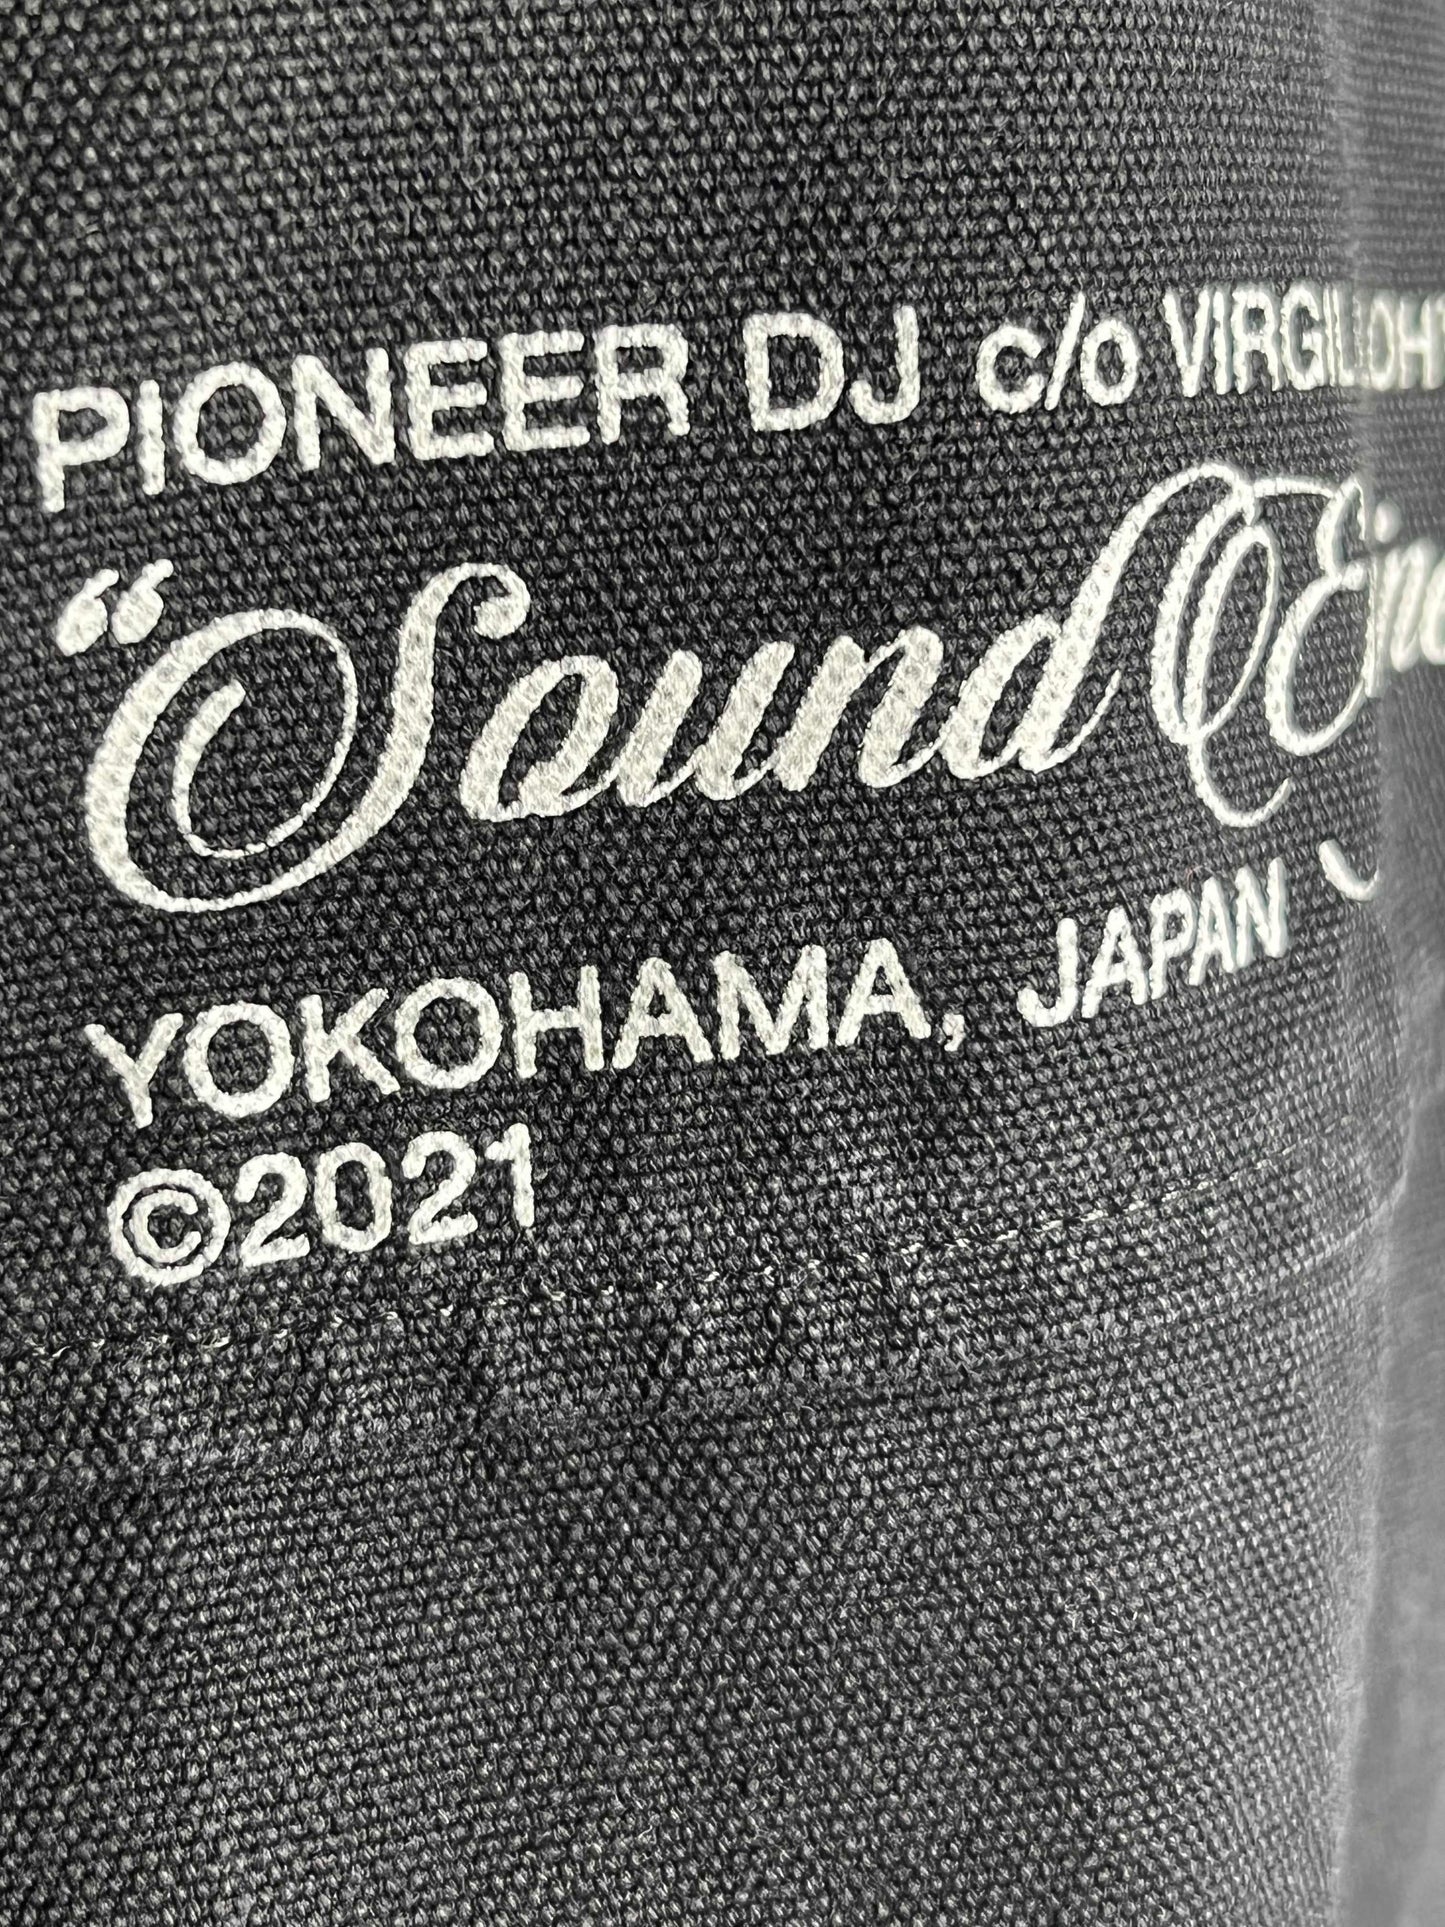 PIONEER DJ c/o VIRGIL
“Sound
YOKOHAMA, JAPAN
©2021